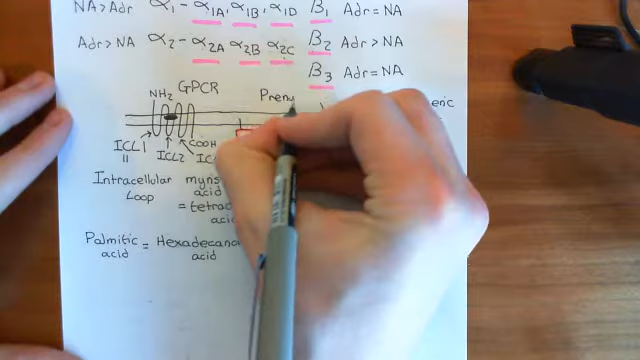 NA>Adr α₁ - α₁A, α₁B, α₁D β₁ Adr = NA
Adr>NA α₂ - α₂A α₂B α₂C β₂ Adr > NA
β₃ Adr = NA
NH₂ GPCR
COOH
ICL1
ICL2
=
Intracellular
Loop
acid
= tetra
Palmitic = Hexadecano
acid acid